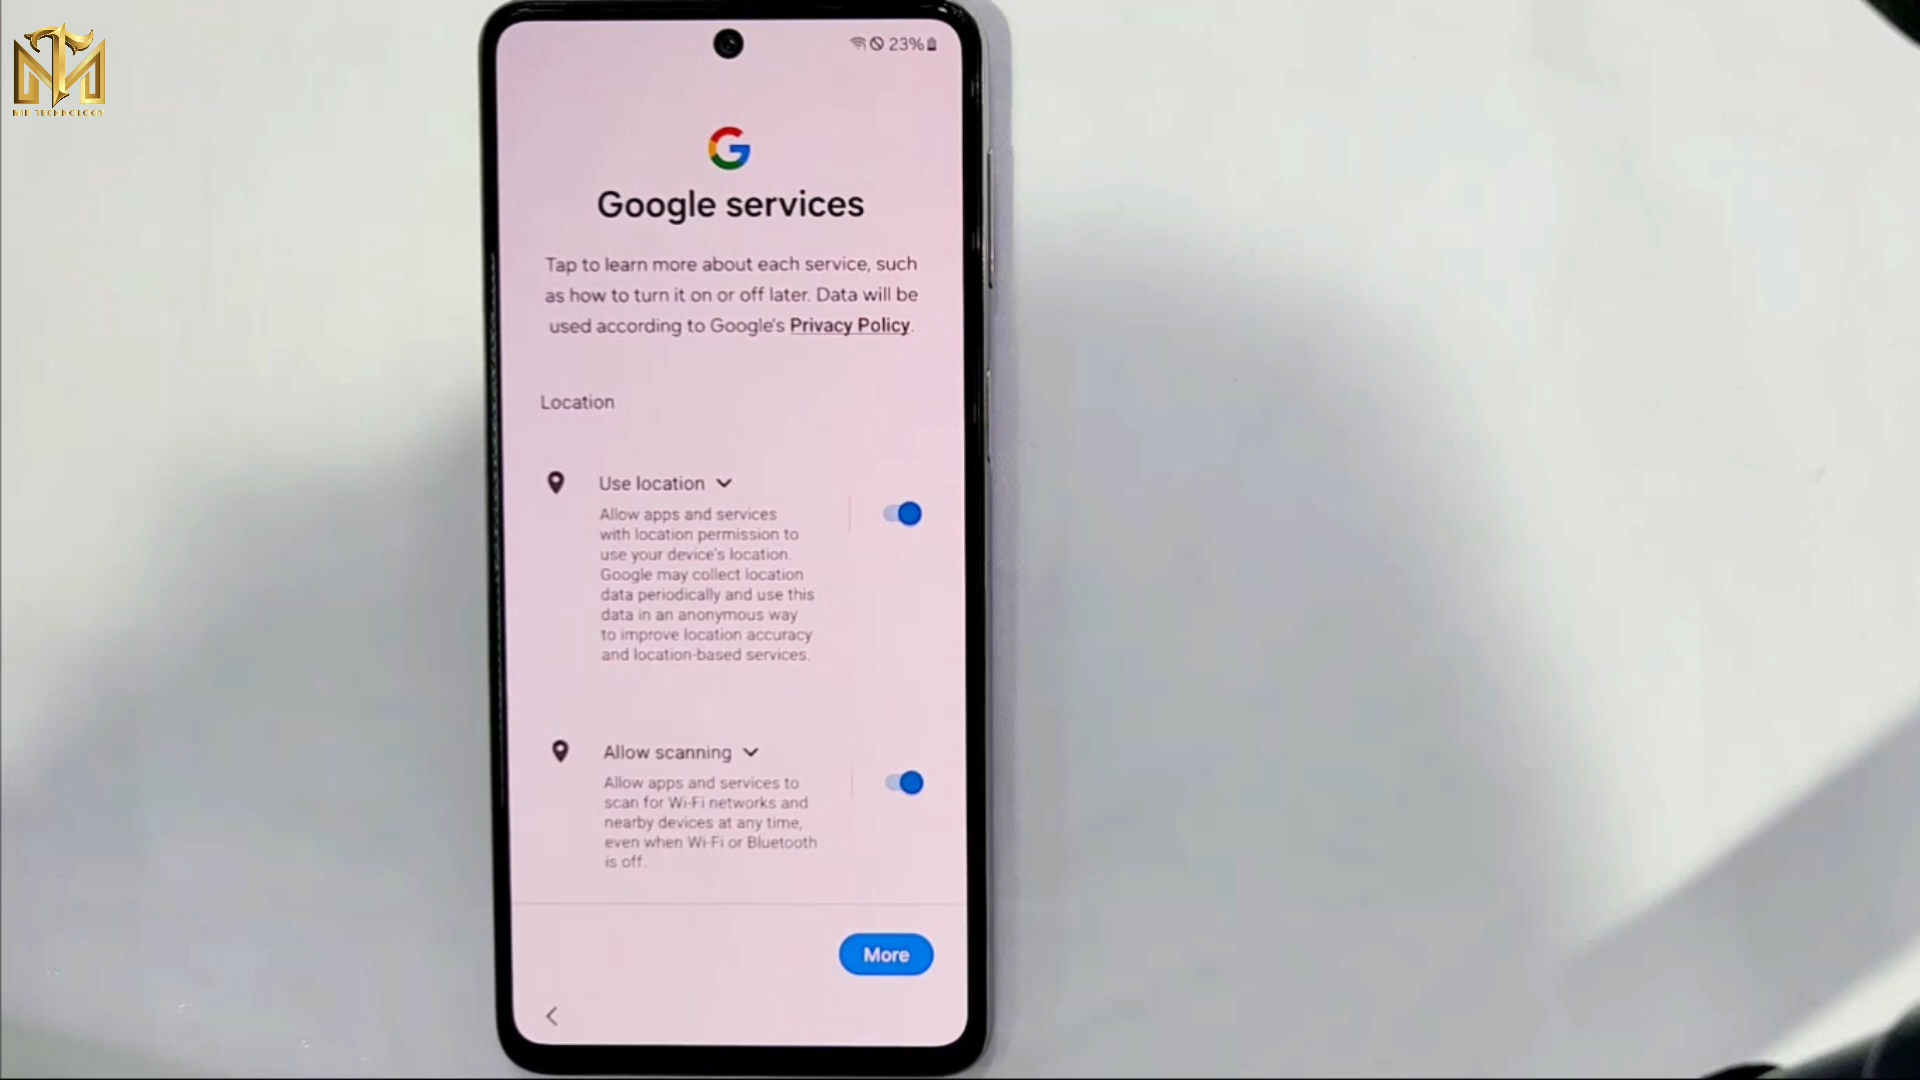 23%
Google services
Tap to learn more about each service, such
as how to turn it on or off later. Data will be
used according to Google's Privacy Policy.
Location
Use location
Allow apps and services
with location permission to
use your device's location.
Google may collect location
data periodically and use this
data in an anonymous way
to improve location accuracy
and location-based services.
Allow scanning
Allow apps and services to
scan for Wi-Fi networks and
nearby devices at any time,
even when Wi-Fi or Bluetooth
is off.
More